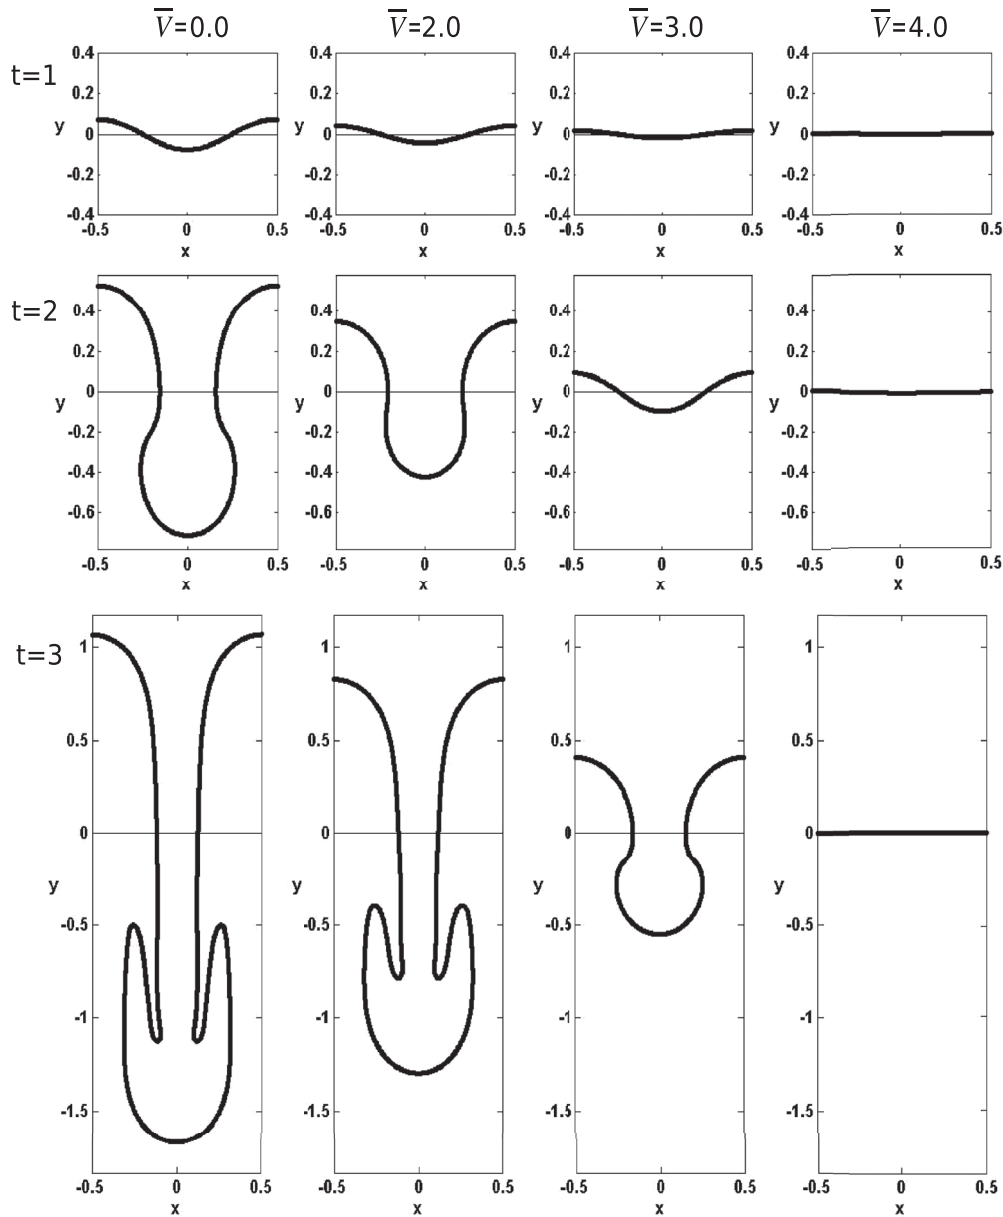 V̅=0.0 V̅=2.0 V̅=3.0 V̅=4.0
t=1
0.4 0.4 0.4 0.4
0.2 0.2 0.2 0.2
y 0 y 0 y 0 y 0
-0.2 -0.2 -0.2 -0.2
-0.4 -0.4 -0.4 -0.4
-0.5 0 0.5 -0.5 0 0.5 -0.5 0 0.5 -0.5 0 0.5
x x x x
t=2
0.4 0.4 0.4 0.4
0.2 0.2 0.2 0.2
0 0 0 0
y y y y
-0.2 -0.2 -0.2 -0.2
-0.4 -0.4 -0.4 -0.4
-0.6 -0.6 -0.6 -0.6
-0.5 0 0.5 -0.5 0 0.5 -0.5 0 0.5 -0.5 0 0.5
x x x x
t=3
1 1 1 1
0.5 0.5 0.5 0.5
0 0 0 0
y y y y
-0.5 -0.5 -0.5 -0.5
-1 -1 -1 -1
-1.5 -1.5 -1.5 -1.5
-0.5 0 0.5 -0.5 0 0.5 -0.5 0 0.5 -0.5 0 0.5
x x x x